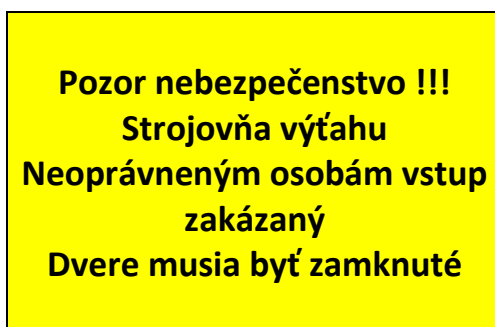 Pozor nebezpečenstvo !!!
Strojovňa výťahu
Neoprávneným osobám vstup
zakázaný
Dvere musia byť zamknuté